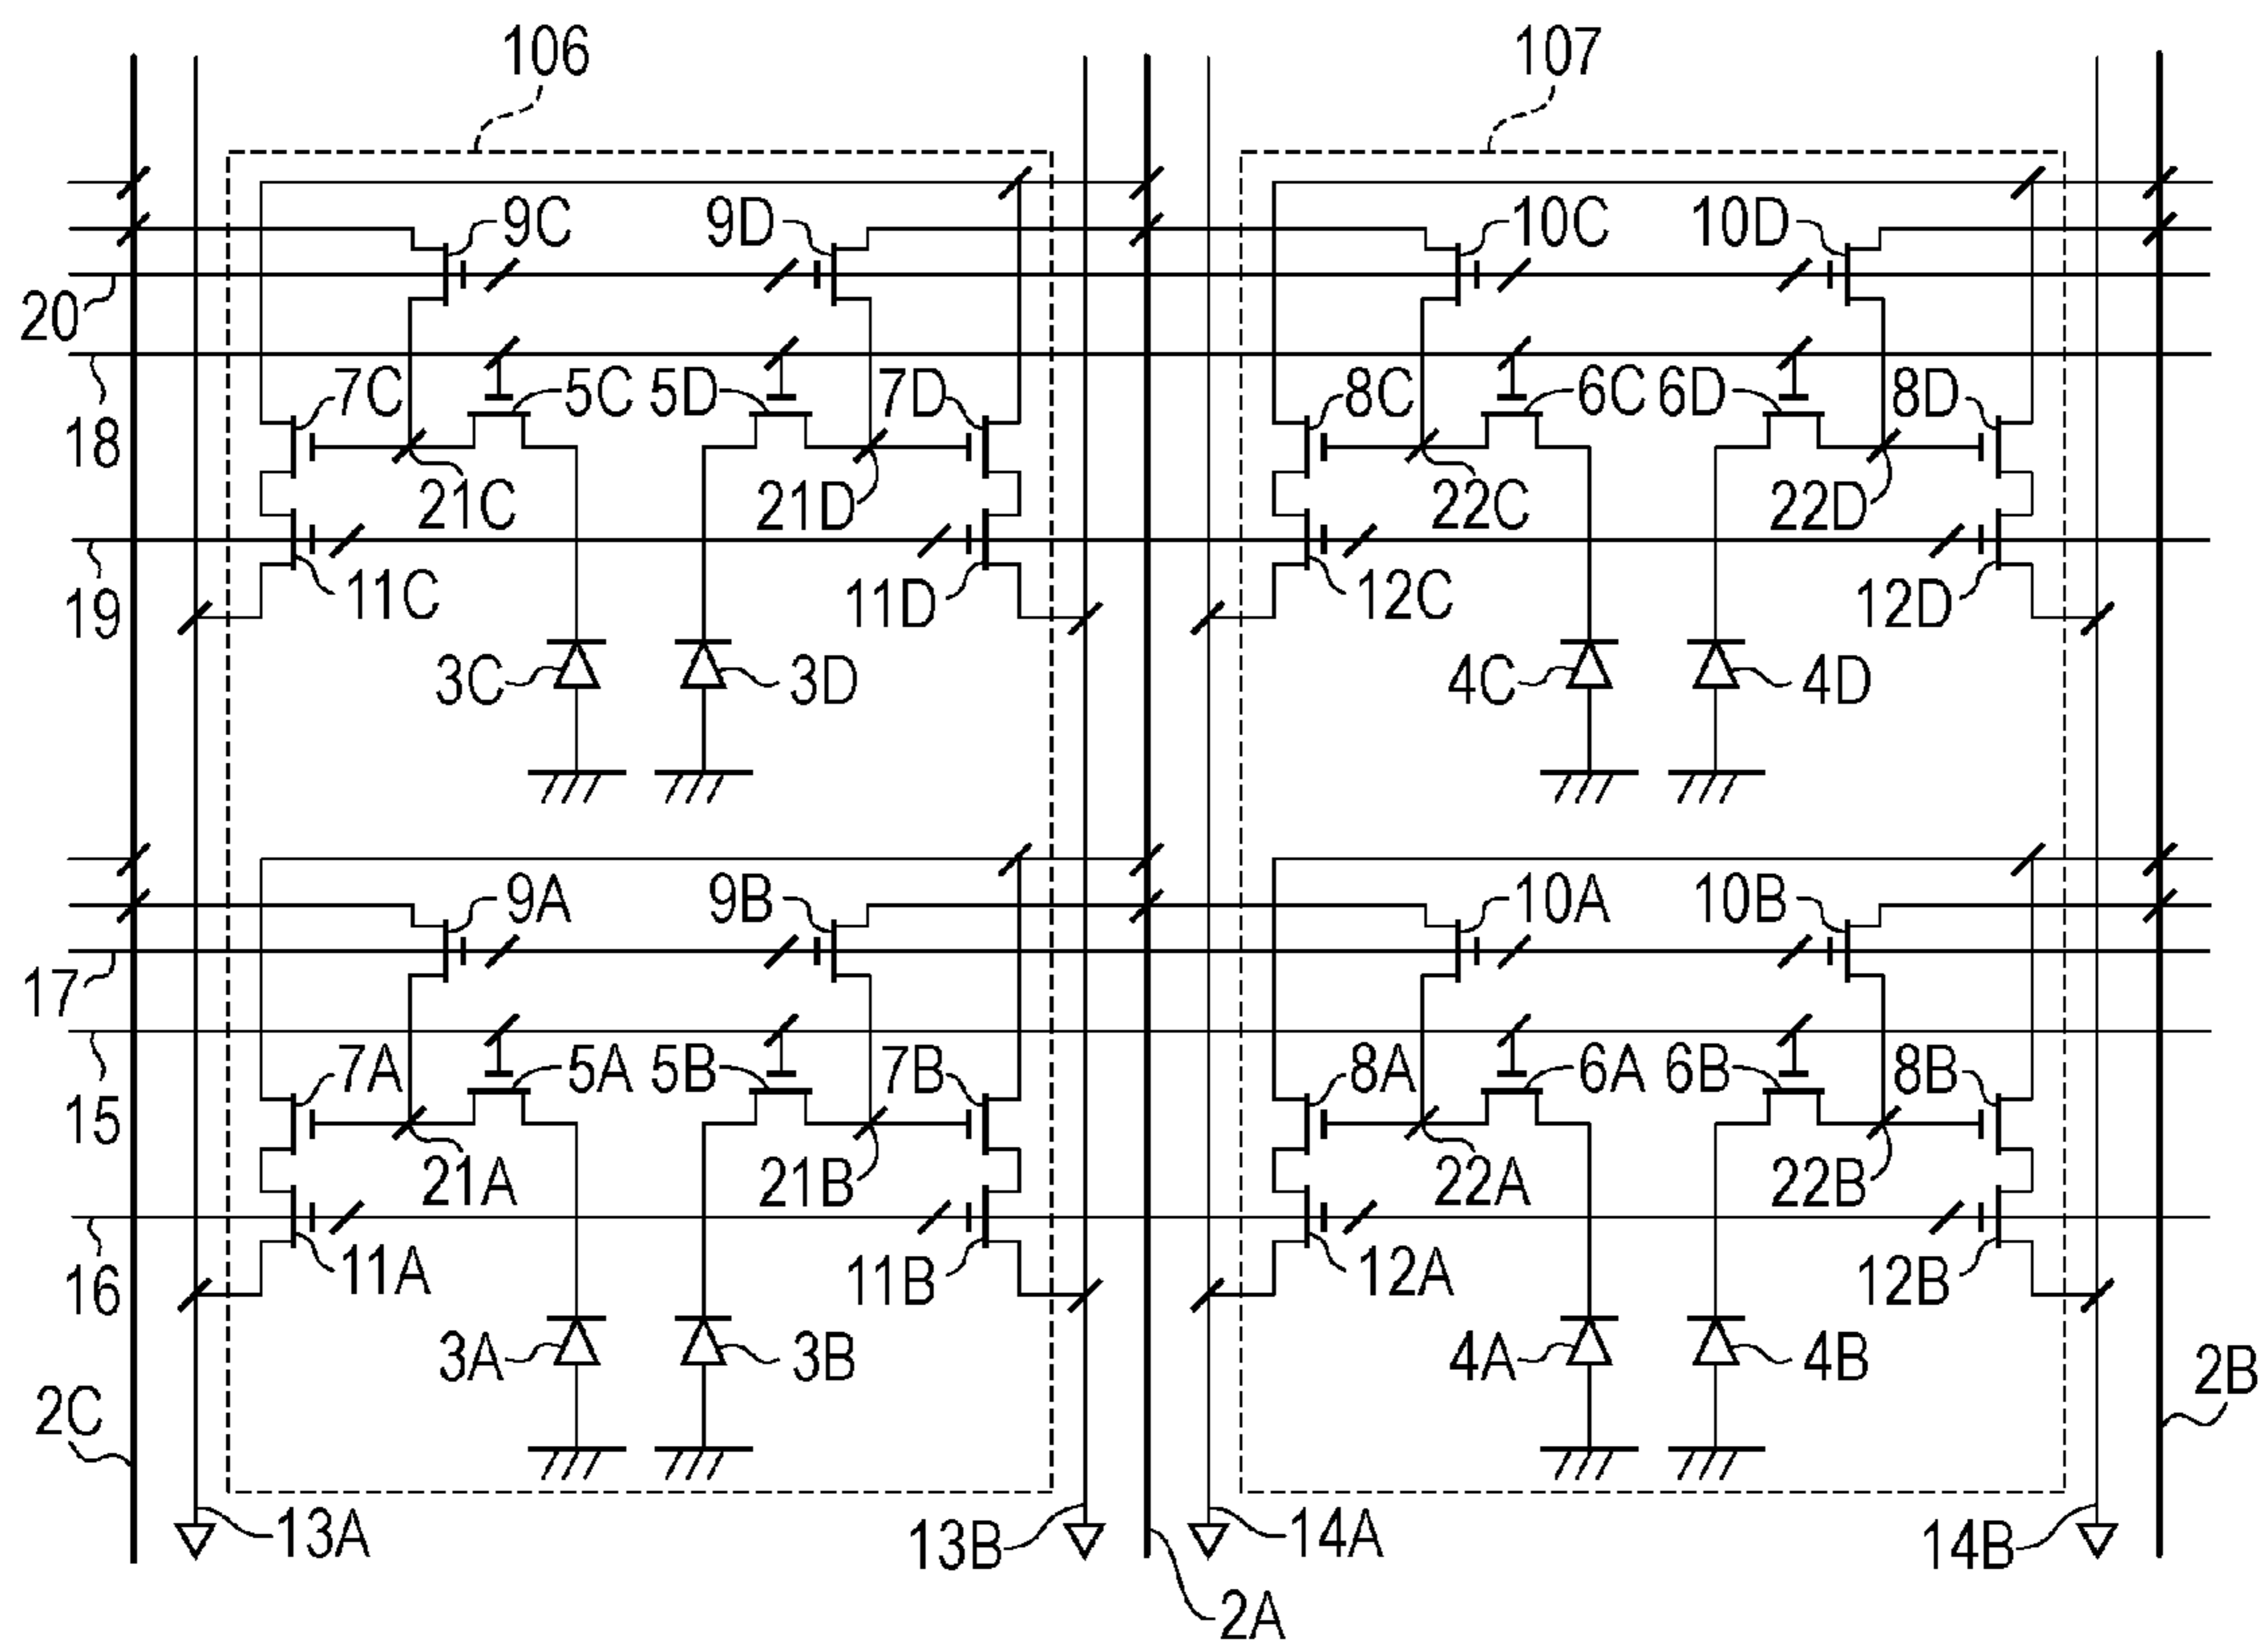 106 107
9C 9D 10C 10D
20
7C 5C 5D 7D 8C 6C 6D 8D
18
21C 21D 22C 22D
19 11C 11D 12C 12D
3C 3D 4C 4D
9A 9B 10A 10B
17
7A 5A 5B 7B 8A 6A 6B 8B
15
21A 21B 22A 22B
16 11A 11B 12A 12B
3A 3B 4A 4B
2C 2B
13A 13B 14A 14B
2A